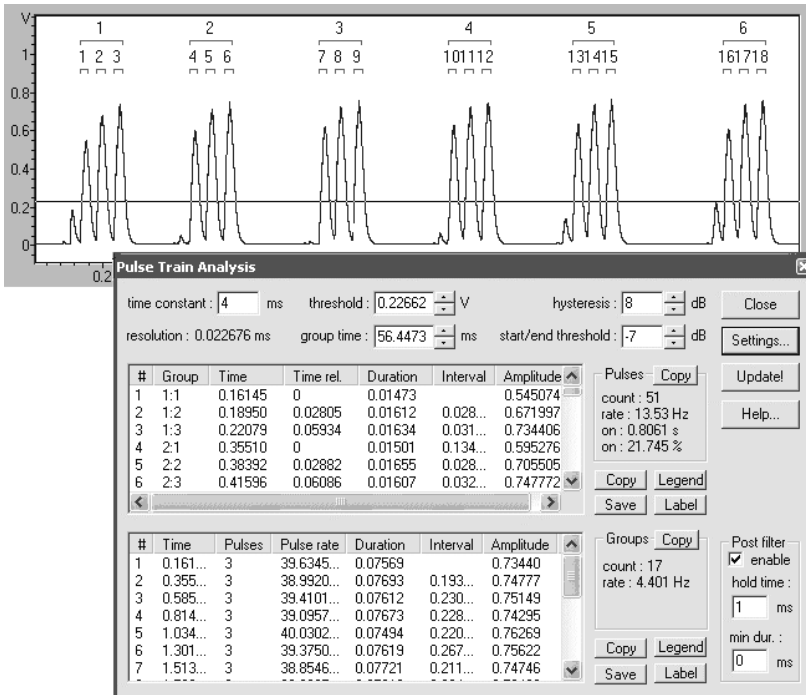 V
1 2 3 4 5 6
1 2 3 4 5 6 7 8 9 101112 131415 161718
1
0.8
0.6
0.4
0.2
0
0.2
Pulse Train Analysis
time constant : 4 ms threshold : 0.22662 V hysteresis : 8 dB Close
resolution : 0.022676 ms group time : 56.4473 ms start/end threshold : -7 dB Settings...
# Group Time Time rel. Duration Interval Amplitude
1 1:1 0.16145 0 0.01473 0.545074
2 1:2 0.18950 0.02805 0.01612 0.028... 0.671997
3 1:3 0.22079 0.05934 0.01634 0.031... 0.734406
4 2:1 0.35510 0 0.01501 0.134... 0.595276
5 2:2 0.38392 0.02882 0.01655 0.028... 0.705505
6 2:3 0.41596 0.06086 0.01607 0.032... 0.747772
Pulses Copy
count : 51
rate : 13.53 Hz
on : 0.8061 s
on : 21.745 %
Update!
Help...
Copy Legend
Save Label
# Time Pulses Pulse rate Duration Interval Amplitude
1 0.161... 3 39.6345... 0.07569 0.73440
2 0.355... 3 38.9920... 0.07693 0.193... 0.74777
3 0.585... 3 39.4101... 0.07612 0.230... 0.75149
4 0.814... 3 39.0957... 0.07673 0.228... 0.74295
5 1.034... 3 40.0302... 0.07494 0.220... 0.76269
6 1.301... 3 39.3750... 0.07619 0.267... 0.75622
7 1.513... 3 38.8546... 0.07721 0.211... 0.74746
Groups Copy
count : 17
rate : 4.401 Hz
Copy Legend
Save Label
Post filter
enable
hold time :
1 ms
min dur. :
0 ms